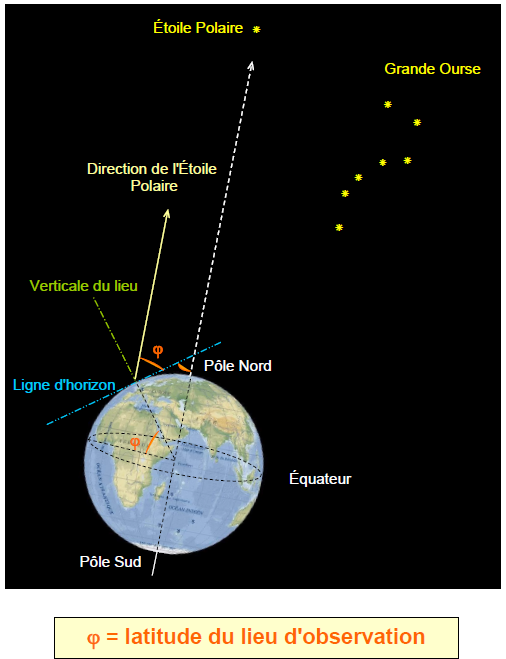 Étoile Polaire
Grande Ourse
Direction de l'Étoile
Polaire
Verticale du lieu
φ
Pôle Nord
Ligne d'horizon
φ
Équateur
Pôle Sud
φ = latitude du lieu d'observation